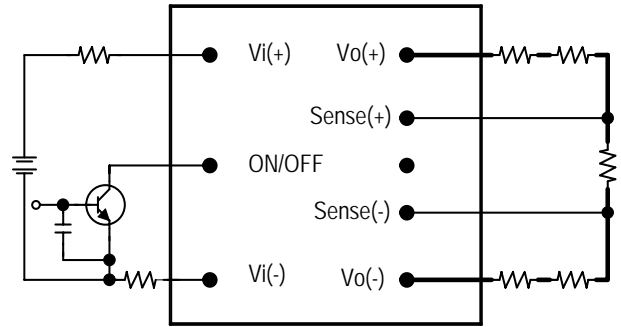 Vi(+) Vo(+)
Sense(+)
ON/OFF
Sense(-)
Vi(-) Vo(-)